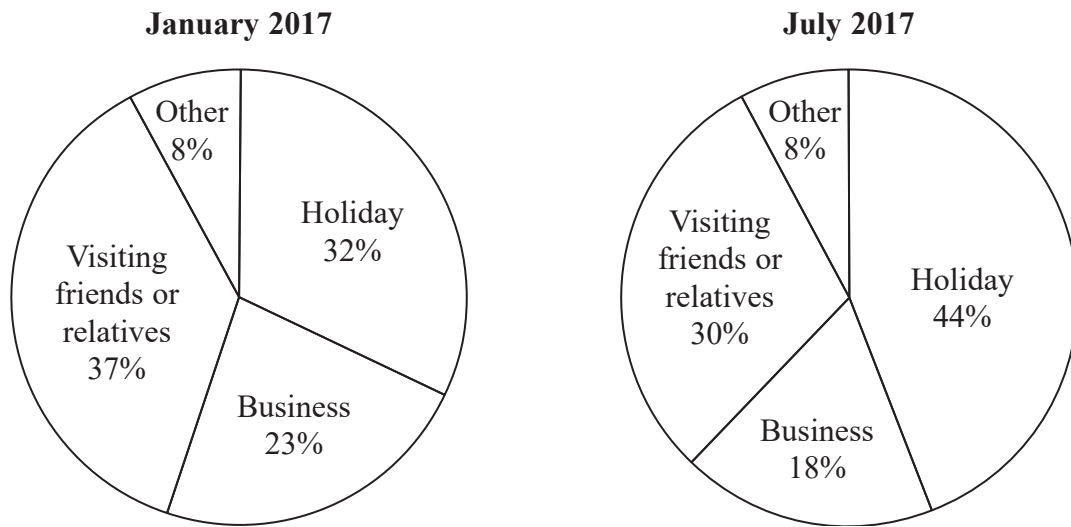 January 2017
Other
8%
Holiday
32%
Visiting
friends or
relatives
37%
Business
23%
July 2017
Other
8%
Visiting
friends or
relatives
30%
Holiday
44%
Business
18%